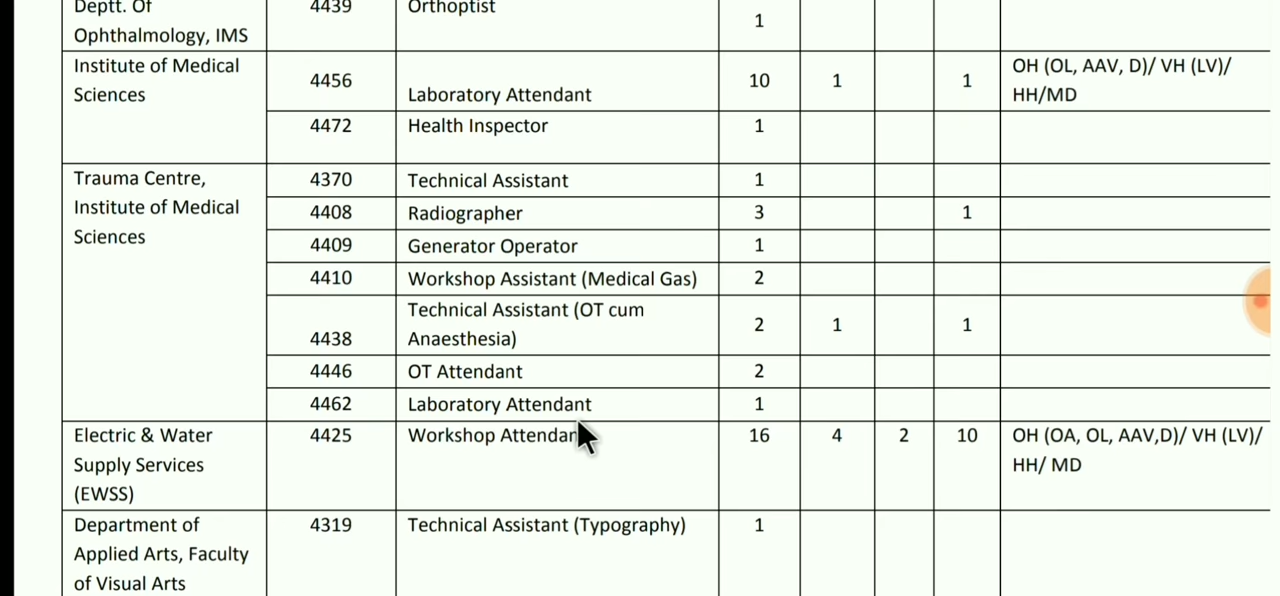 Deptt. Of 4439 Orthoptist 1
Ophthalmology, IMS
Institute of Medical Sciences 4456 Laboratory Attendant 10 1 1 OH (OL, AAV, D)/ VH (LV)/
HH/MD
4472 Health Inspector 1
Trauma Centre, 4370 Technical Assistant 1
Institute of Medical 4408 Radiographer 3 1
Sciences 4409 Generator Operator 1
4410 Workshop Assistant (Medical Gas) 2
4438 Technical Assistant (OT cum 2 1 1
Anaesthesia)
4446 OT Attendant 2
4462 Laboratory Attendant 1
Electric & Water 4425 Workshop Attendan 16 4 2 10 OH (OA, OL, AAV,D)/ VH (LV)/
Supply Services HH/ MD
(EWSS)
Department of 4319 Technical Assistant (Typography) 1
Applied Arts, Faculty
of Visual Arts